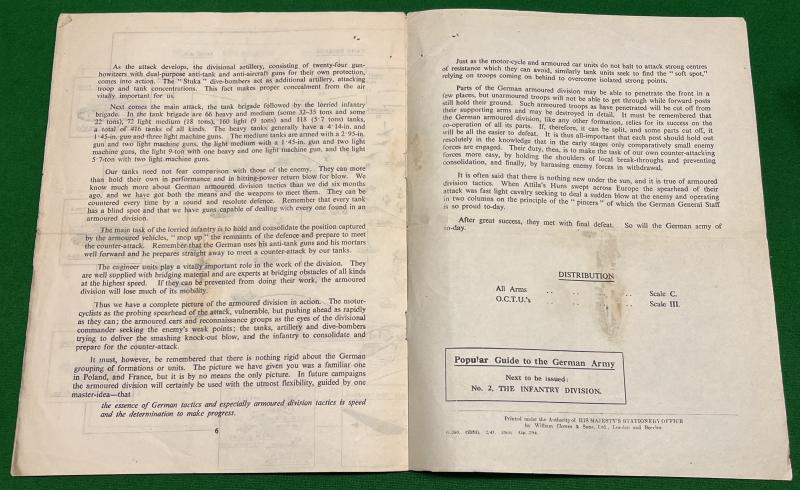 As the attack develops, the divisional artillery, consisting of twenty-four gun-
howitzers with dual-purpose anti-tank and anti-aircraft guns for their own protection,
comes into action. The "Stuka" dive-bombers act as additional artillery, attacking
troop and tank concentrations. This fact makes proper concealment from the air
vitally important for us.
Next comes the main attack, the tank brigade followed by the lorried infantry
brigade. In the tank brigade are 66 heavy and medium (some 32–35 tons and some
22 tons), 72 light medium (18 tons), 160 light (9 tons) and 118 (5·7 tons) tanks,
a total of 416 tanks of all kinds. The heavy tanks generally have a 4·14-in. and
1·45-in. gun and three machine guns. The medium tanks are armed with a 2·95-in.
gun and two light machine guns, the light medium with a 1·45-in. gun and two light
machine guns, the light 9-ton with one heavy and one light machine gun, and the light
5·7-tons with two light machine guns.
Our tanks need not fear comparison with those of the enemy. They can more
than hold their own in performance and in hitting-power return blow for blow. We
know much more about German armoured division tactics than we did six months
ago, and we have got both the means and the weapons to meet them. They can be
countered every time by a sound and resolute defence. Remember that every tank
has a blind spot and that we have guns capable of dealing with every one found in an
armoured division.
The main task of the lorried infantry is to hold and consolidate the position captured
by the armoured vehicles, "mop up" the remnants of the defence and prepare to meet
the counter-attack. Remember that the German uses his anti-tank guns and his mortars
well forward and he prepares straight away to meet a counter-attack by our tanks.
The engineer units play a vitally important role in the work of the division. They
are well supplied with bridging material and are experts at bridging obstacles of all kinds
at the highest speed. If they can be prevented from doing their work, the armoured
division will lose much of its mobility.
Thus we have a complete picture of the armoured division in action. The motor-
cyclists as the probing spearhead of the attack, vulnerable, but pushing ahead as rapidly
as they can; the armoured cars and reconnaissance groups as the eyes of the divisional
commander seeking the enemy's weak points; the tanks, artillery and dive-bombers
trying to deliver the smashing knock-out blow, and the infantry to consolidate and
prepare for the counter-attack.
It must, however, be remembered that there is nothing rigid about the German
grouping of formations or units. The picture we have given you was a familiar one
in Poland, and France, but it is by no means the only picture. In future campaigns
the armoured division will certainly be used with the utmost flexibility, guided by one
master-idea—that
the essence of German tactics and especially armoured division tactics is speed
and the determination to make progress.
6
Just as the motor-cycle and armoured car units do not halt to attack strong centres
of resistance which they can avoid, similarly tank units seek to find the "soft spot,"
relying on troops coming on behind to overcome isolated strong points.
Parts of the German armoured division may be able to penetrate the front in a
few places, but unarmoured troops will not be able to get through while forward posts
still hold their ground. Such armoured troops as have penetrated will be cut off from
their supporting arms and may be destroyed in detail. It must be remembered that
the German armoured division, like any other formation, relies for its success on the
co-operation of all its parts. If, therefore, it can be split, and some parts cut off, it
will be all the easier to defeat. It is thus all-important that each post should hold out
resolutely in the knowledge that in the early stages only comparatively small enemy
forces are engaged. Their duty, then, is to make the task of our own counter-attacking
forces more easy, by holding the shoulders of local break-throughs and preventing
consolidation, and finally, by harassing enemy forces in withdrawal.
It is often said that there is nothing new under the sun, and it is true of armoured
division tactics. When Attila's Huns swept across Europe the spearhead of their
attack was fast light cavalry seeking to deal a sudden blow at the enemy and operating
in two columns on the principle of the "pincers" of which the German General Staff
is so proud to-day.
After great success, they met with final defeat. So will the German army of
to-day.
DISTRIBUTION
All Arms .. .. .. .. Scale C.
O.C.T.U.'s .. .. .. .. Scale III.
Popular Guide to the German Army
Next to be issued:
No. 2, THE INFANTRY DIVISION.
Printed under the Authority of HIS MAJESTY'S STATIONERY OFFICE
by William Clowes & Sons, Ltd., London and Beccles
2/41.